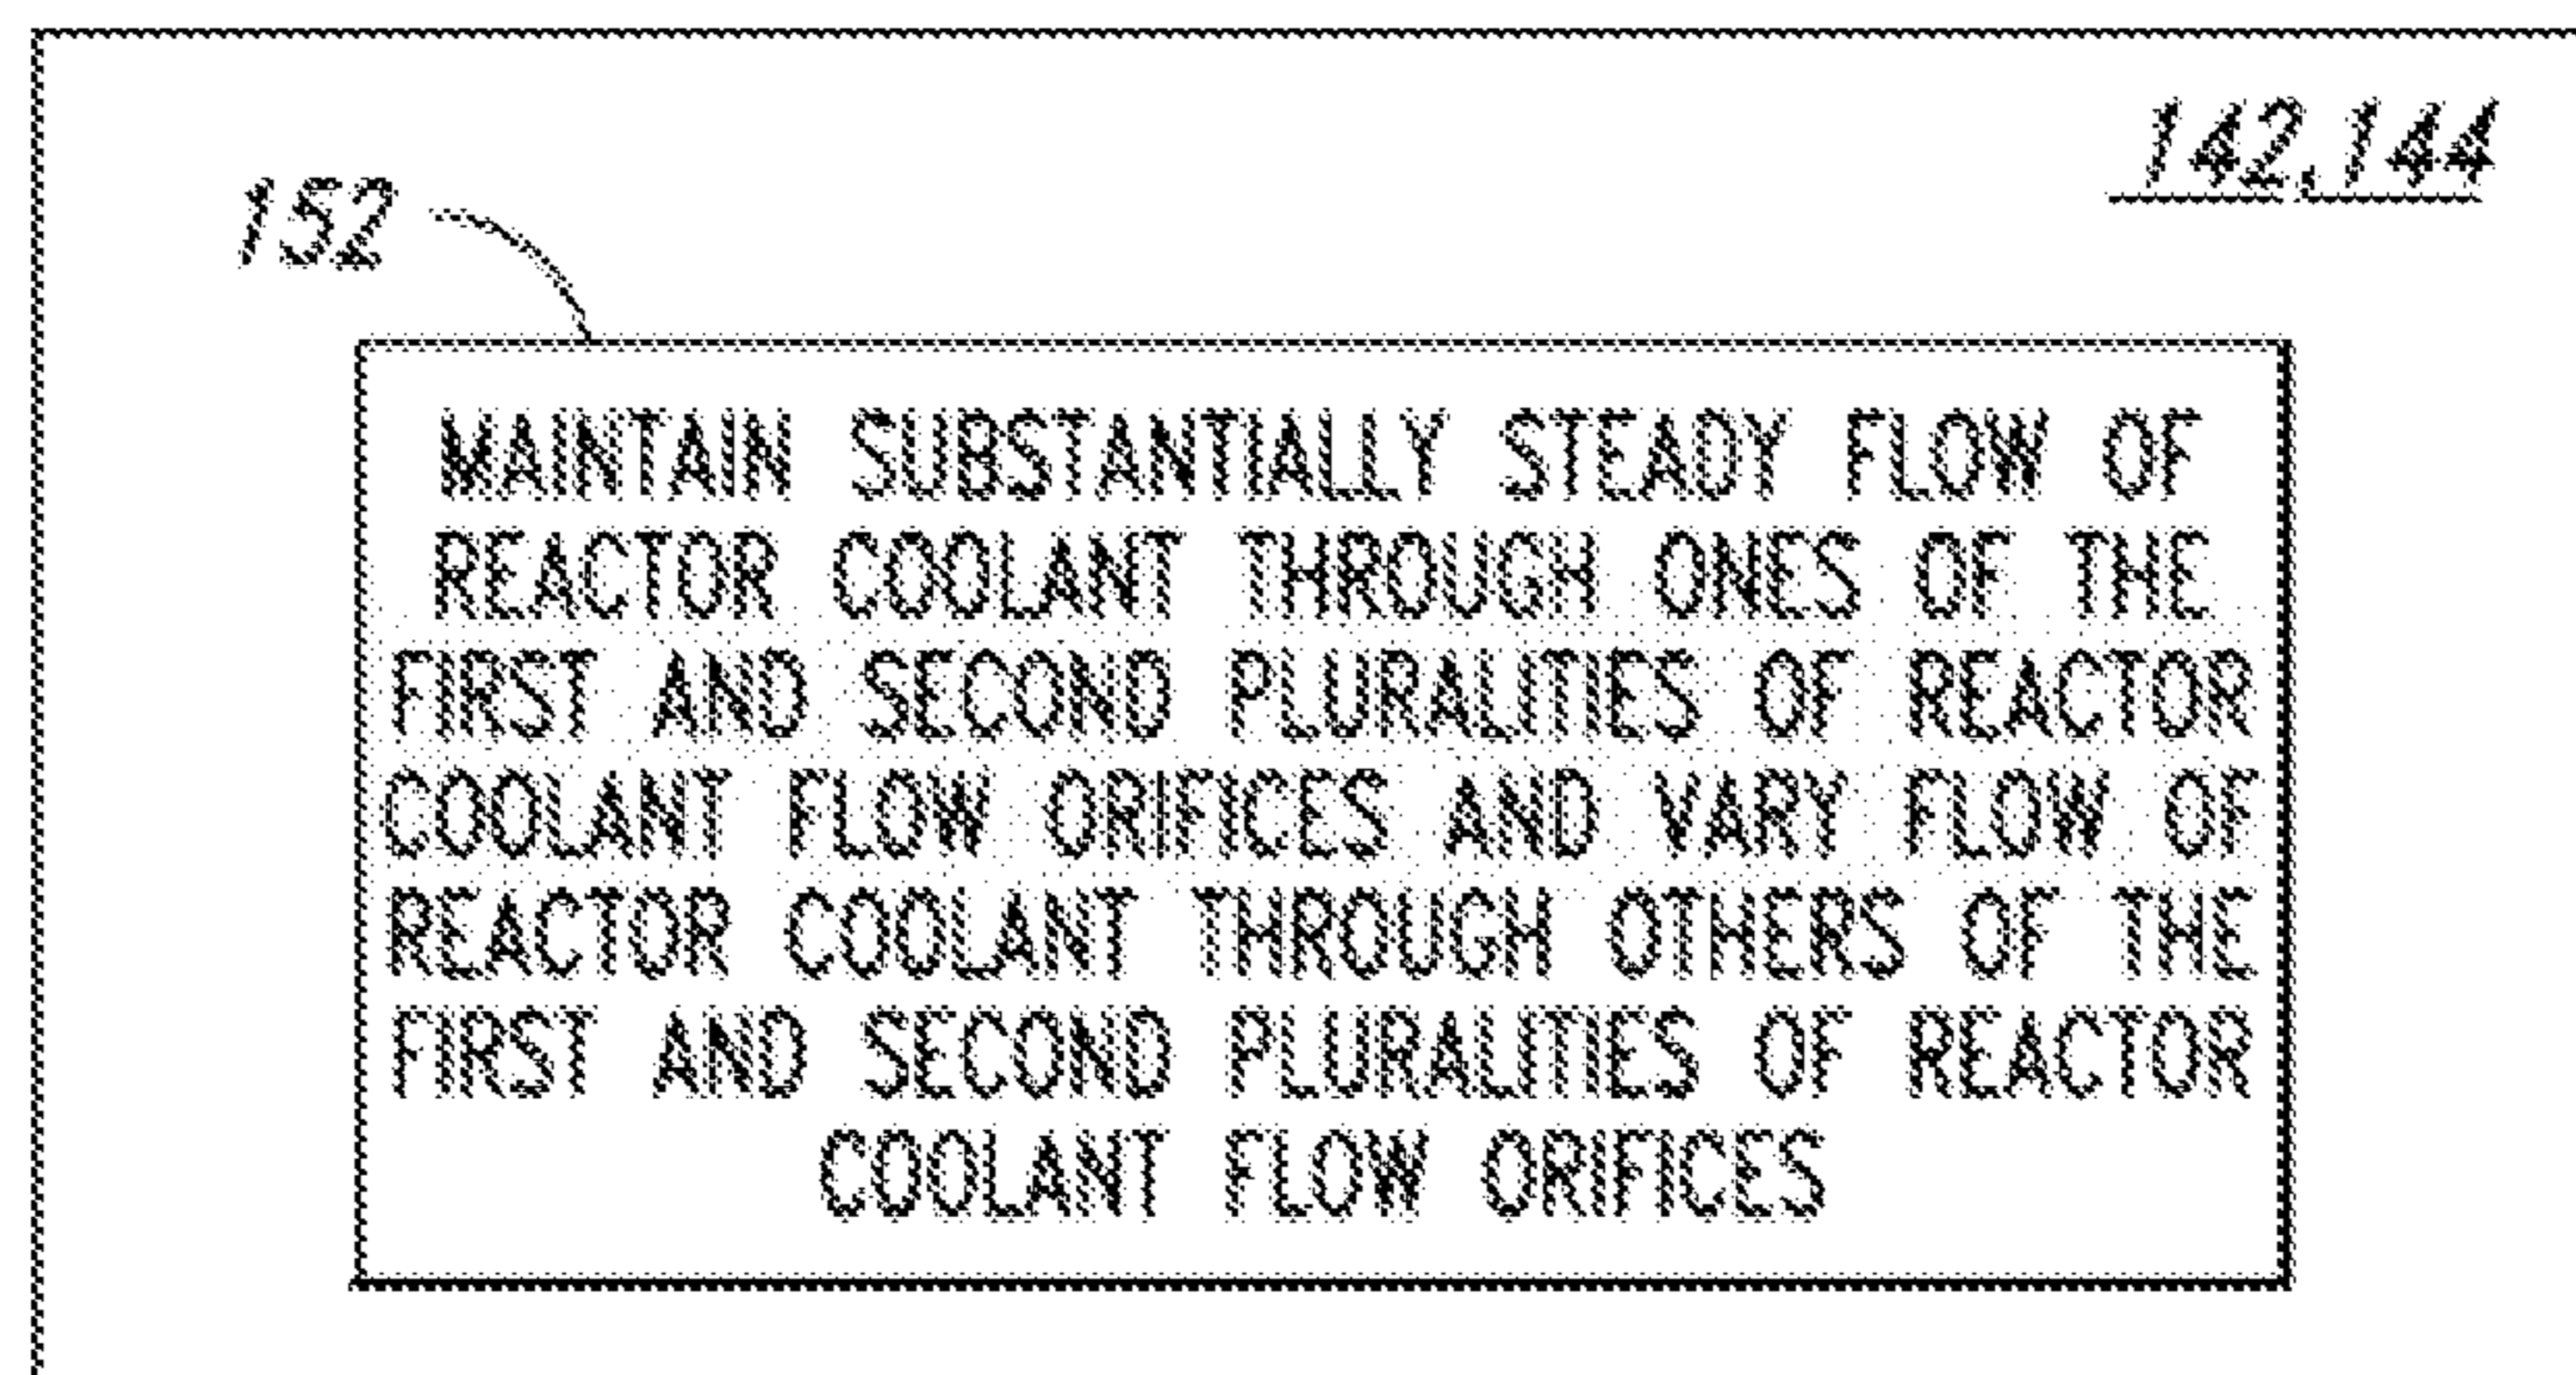 142,144
152
MAINTAIN SUBSTANTIALLY STEADY FLOW OF
REACTOR COOLANT THROUGH ONES OF THE
FIRST AND SECOND PLURALITIES OF REACTOR
COOLANT FLOW ORIFICES AND VARY FLOW OF
REACTOR COOLANT THROUGH OTHERS OF THE
FIRST AND SECOND PLURALITIES OF REACTOR
COOLANT FLOW ORIFICES